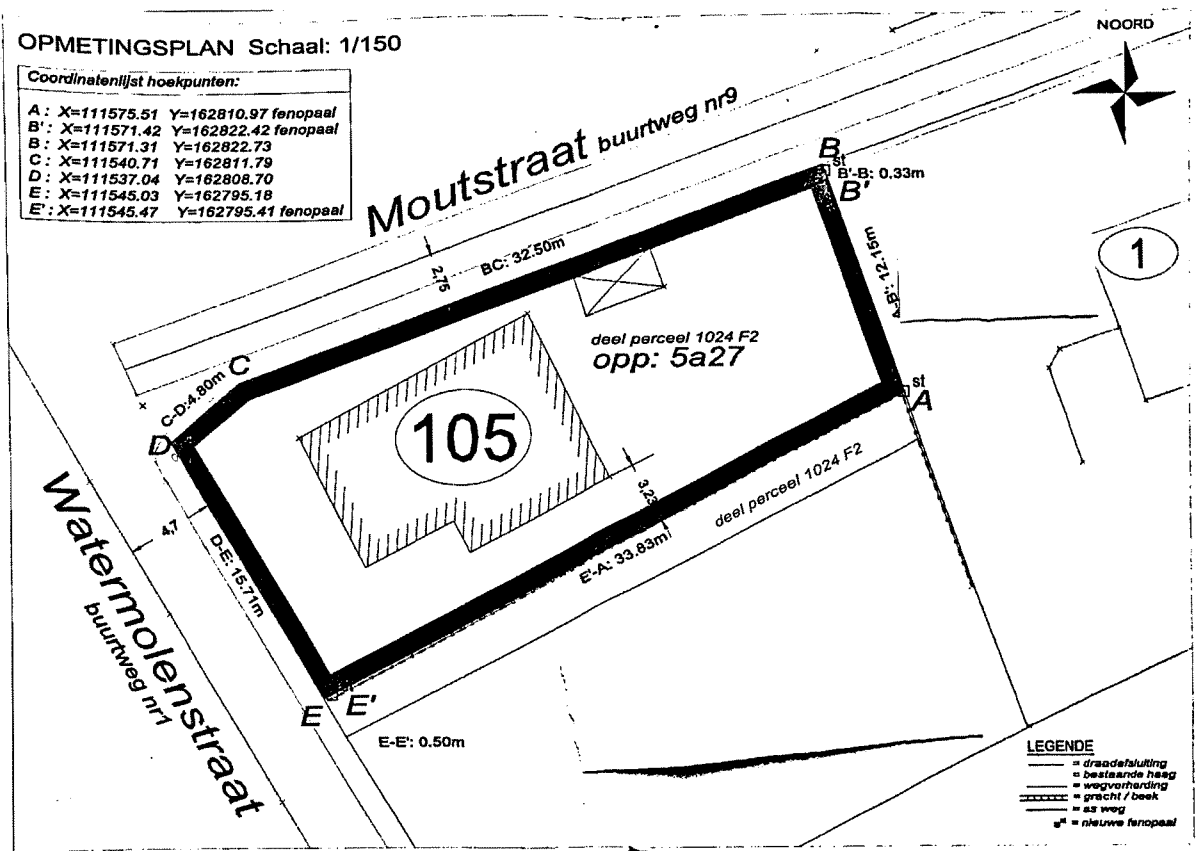 OPMETINGSPLAN Schaal: 1/150
NOORD
Coordinatenlijst hoekpunten:
A : X=111575.51 Y=162810.97 fenopaal
B' : X=111571.42 Y=162822.42 fenopaal
B : X=111571.31 Y=162822.73
C : X=111540.71 Y=162811.79
D : X=111537.04 Y=162808.70
E : X=111545.03 Y=162795.18
E' : X=111545.47 Y=162795.41 fenopaal
Moutstraat buurtweg nr9
B
st
B'-B: 0.33m
B'
1
BC: 32.50m
2,75
A-B': 12.15m
deel perceel 1024 F2
opp: 5a27
C
C-D:4.80m
st
A
D
105
3,23
deel perceel 1024 F2
4,7
D-E: 15.71m
E'-A: 33.83m
Watermolenstraat
buurtweg nr1
E
E'
E-E': 0.50m
LEGENDE
= draadafsluiting
= bestaande haag
= wegverharding
= gracht / beek
= as weg
st = nieuwe fenopaal